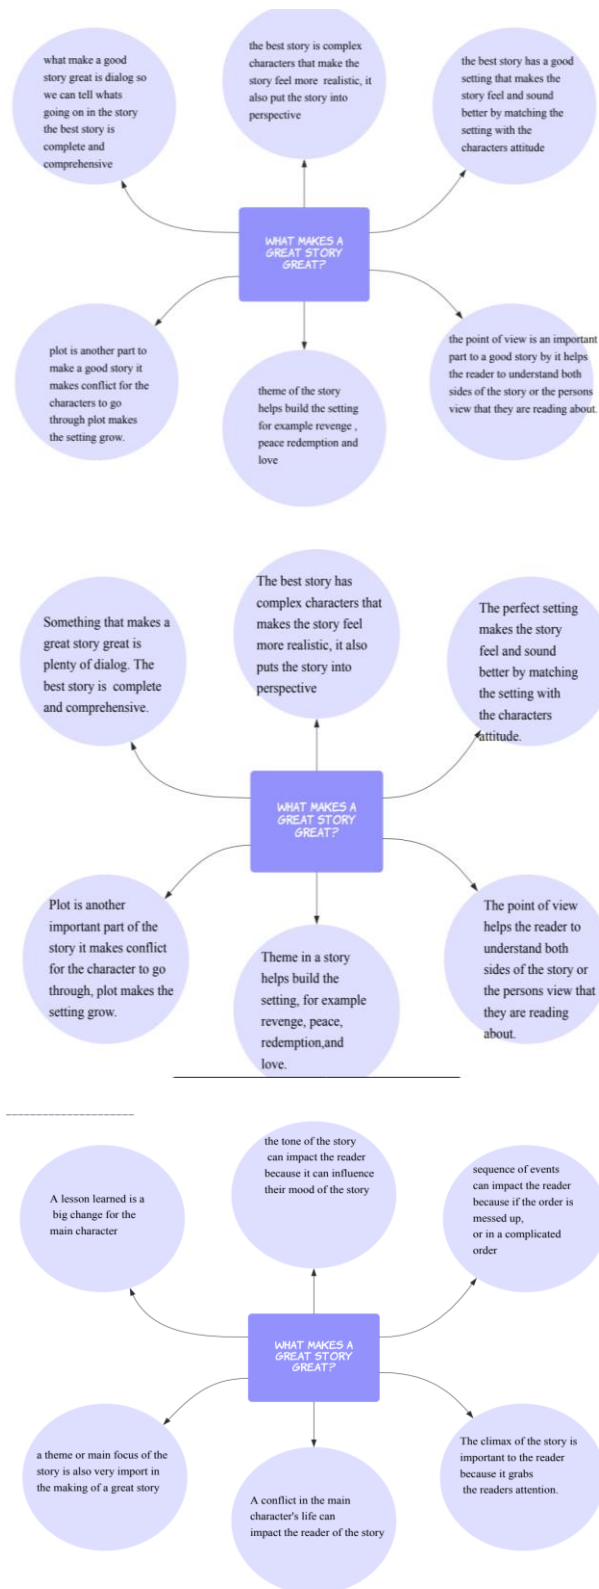 what make a good
story great is dialog so
we can tell whats
going on in the story
the best story is
complete and
comprehensive
the best story is complex
characters that make the
story feel more realistic, it
also put the story into
perspective
the best story has a good
setting that makes the
story feel and sound
better by matching the
setting with the
characters attitude
WHAT MAKES A
GREAT STORY
GREAT?
plot is another part to
make a good story it
makes conflict for the
characters to go
through plot makes
the setting grow.
theme of the story
helps build the setting
for example revenge ,
peace redemption and
love
the point of view is an important
part to a good story by it helps
the reader to understand both
sides of the story or the persons
view that they are reading about.
Something that makes a
great story great is
plenty of dialog. The
best story is complete
and comprehensive.
The best story has
complex characters that
makes the story feel
more realistic, it also
puts the story into
perspective
The perfect setting
makes the story
feel and sound
better by matching
the setting with
the characters
attitude.
WHAT MAKES A
GREAT STORY
GREAT?
Plot is another
important part of the
story it makes conflict
for the character to go
through, plot makes the
setting grow.
Theme in a story
helps build the
setting, for example
revenge, peace,
redemption,and
love.
The point of view
helps the reader to
understand both
sides of the story or
the persons view that
they are reading
about.
A lesson learned is a
big change for the
main character
the tone of the story
can impact the reader
because it can influence
their mood of the story
sequence of events
can impact the reader
because if the order is
messed up,
or in a complicated
order
WHAT MAKES A
GREAT STORY
GREAT?
a theme or main focus of the
story is also very import in
the making of a great story
A conflict in the main
character's life can
impact the reader of the story
The climax of the story is
important to the reader
because it grabs
the readers attention.